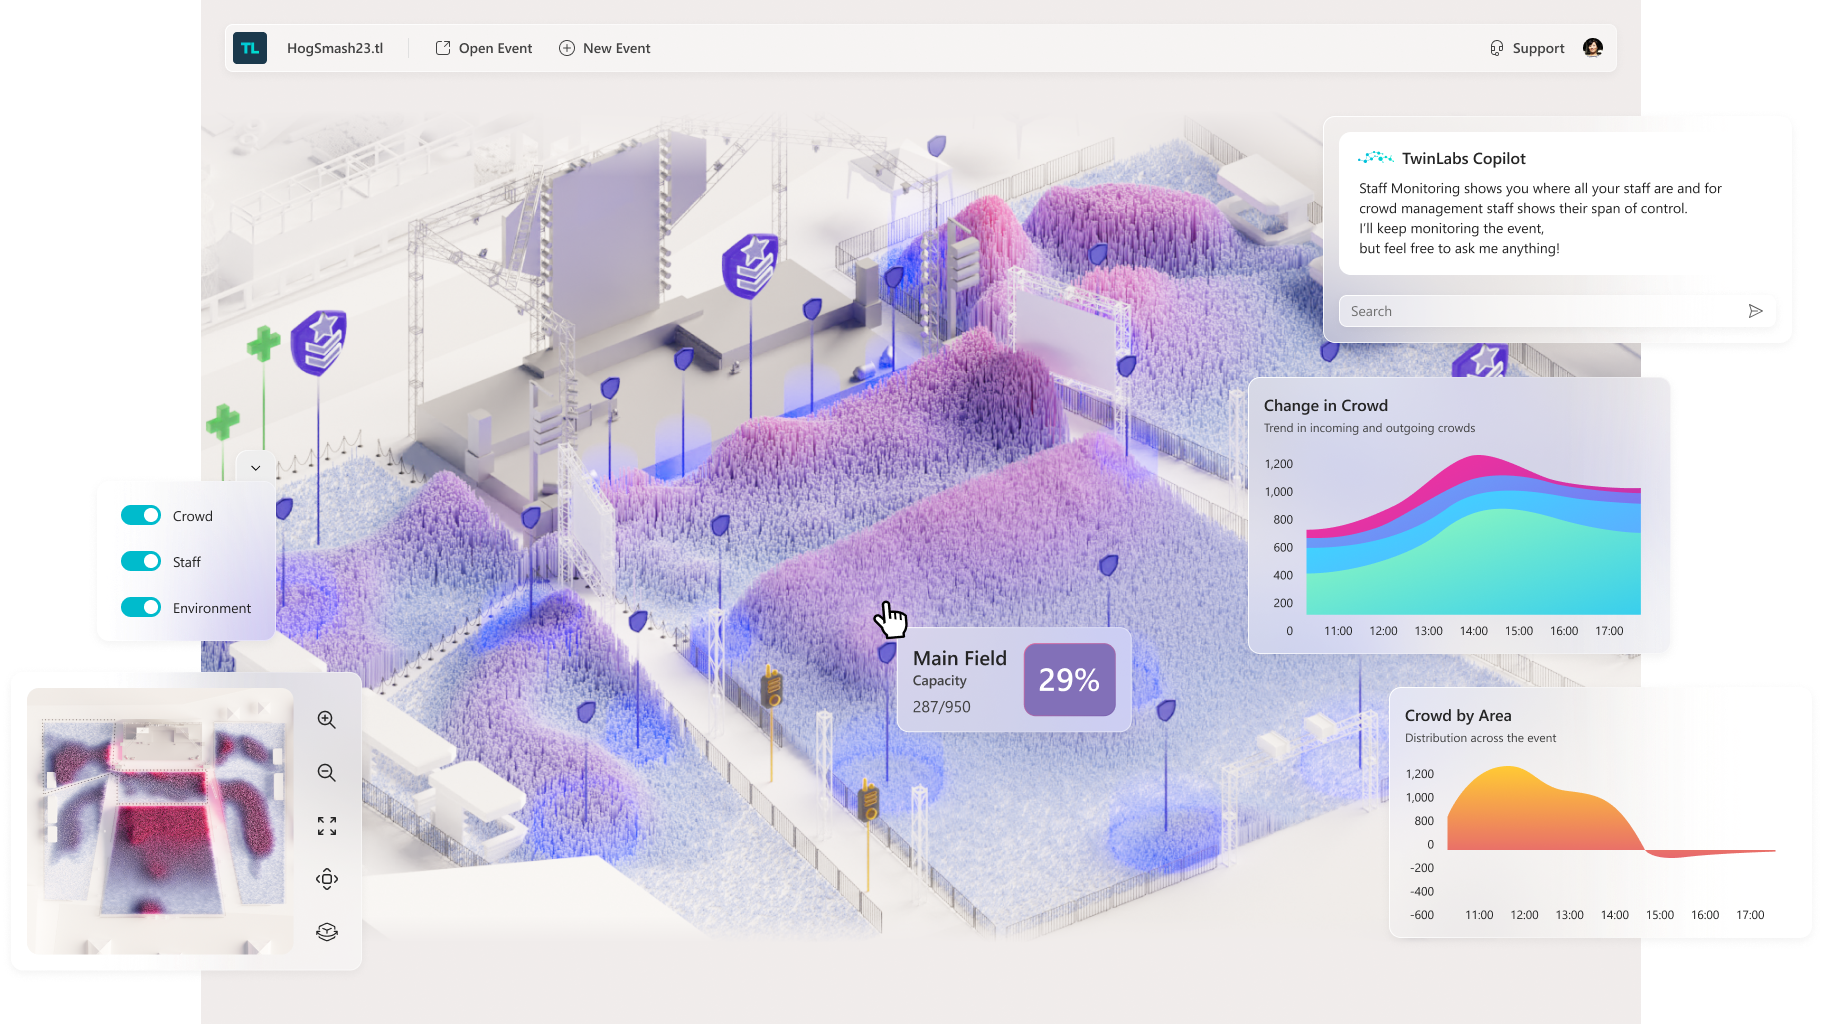 TL
HogSmash23.tl
Open Event
New Event
Support
TwinLabs Copilot
Staff Monitoring shows you where all your staff are and for
crowd management staff shows their span of control.
I'll keep monitoring the event,
but feel free to ask me anything!
Search
Change in Crowd
Trend in incoming and outgoing crowds
1,200
1,000
800
600
400
200
0
11:00 12:00 13:00 14:00 15:00 16:00 17:00
Crowd
Staff
Environment
Main Field
Capacity
287/950
29%
Crowd by Area
Distribution across the event
1,200
1,000
800
0
-200
-400
-600
11:00 12:00 13:00 14:00 15:00 16:00 17:00